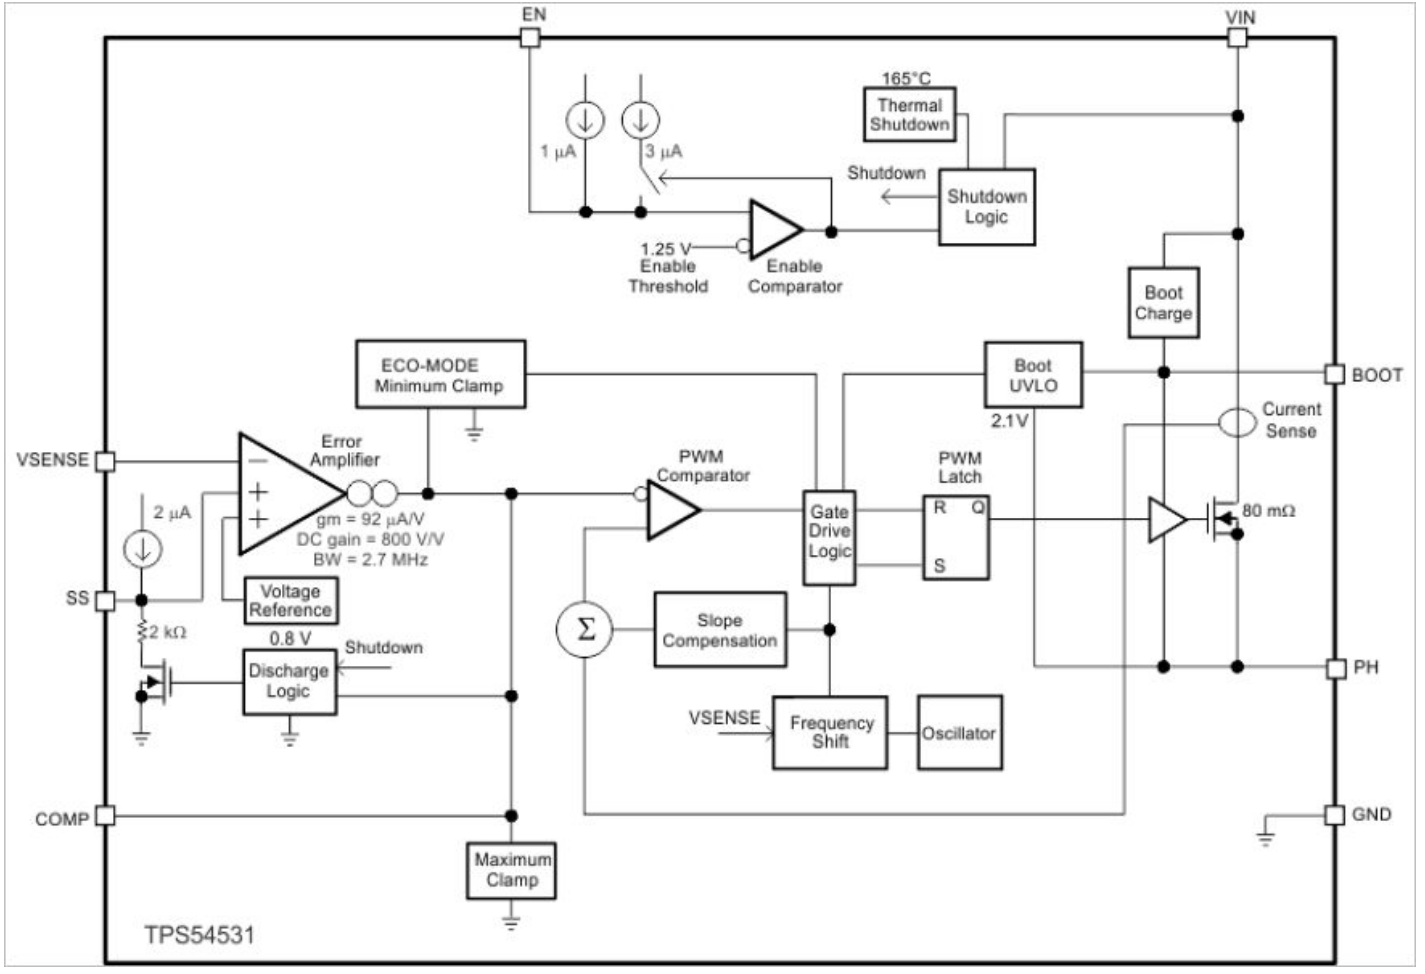 EN
VIN
165°C
Thermal
Shutdown
1 µA
3 µA
Shutdown
Shutdown
Logic
1.25 V
Enable
Threshold
Enable
Comparator
Boot
Charge
ECO-MODE
Minimum Clamp
Boot
UVLO
2.1V
BOOT
Current
Sense
VSENSE
Error
Amplifier
−
+
+
gm = 92 µA/V
DC gain = 800 V/V
BW = 2.7 MHz
PWM
Comparator
PWM
Latch
Gate
Drive
Logic
R Q
S
80 mΩ
2 µA
SS
Voltage
Reference
0.8 V
2 kΩ
Shutdown
Discharge
Logic
Σ
Slope
Compensation
PH
VSENSE
Frequency
Shift
Oscillator
COMP
GND
Maximum
Clamp
TPS54531